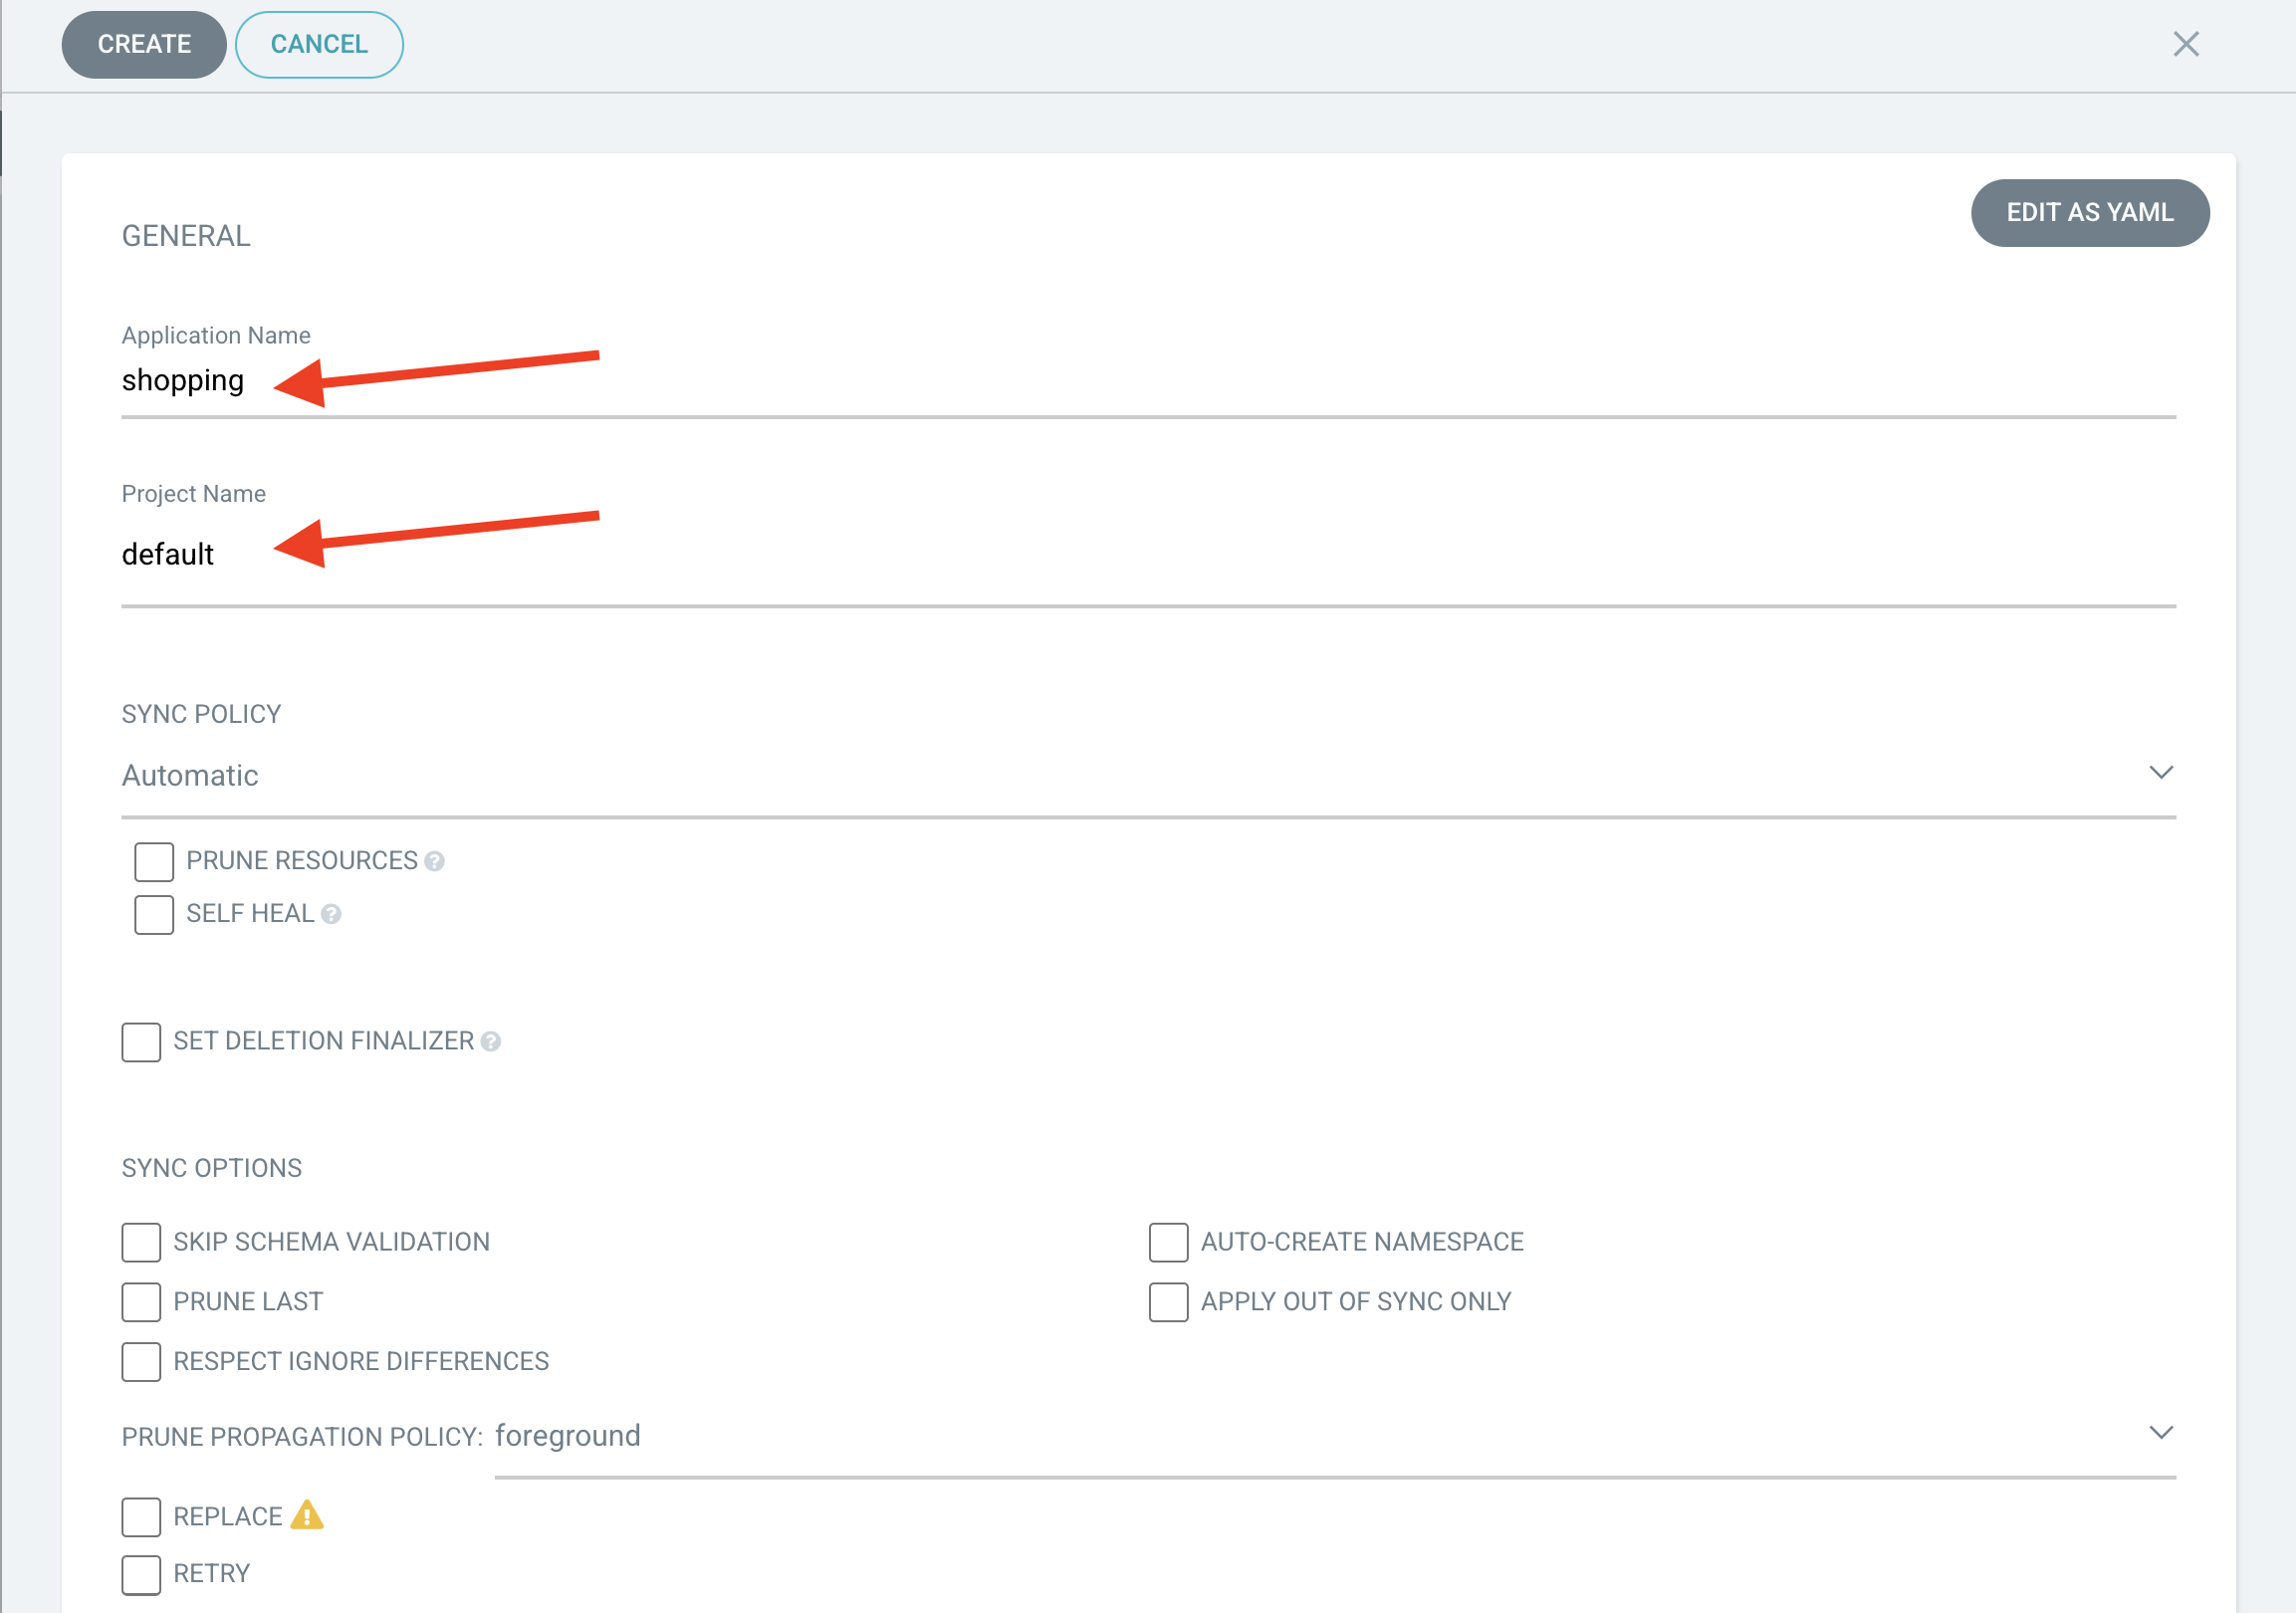 CREATE CANCEL
EDIT AS YAML
GENERAL
Application Name
shopping
Project Name
default
SYNC POLICY
Automatic
PRUNE RESOURCES ?
SELF HEAL ?
SET DELETION FINALIZER ?
SYNC OPTIONS
SKIP SCHEMA VALIDATION AUTO-CREATE NAMESPACE
PRUNE LAST APPLY OUT OF SYNC ONLY
RESPECT IGNORE DIFFERENCES
PRUNE PROPAGATION POLICY: foreground
REPLACE
RETRY